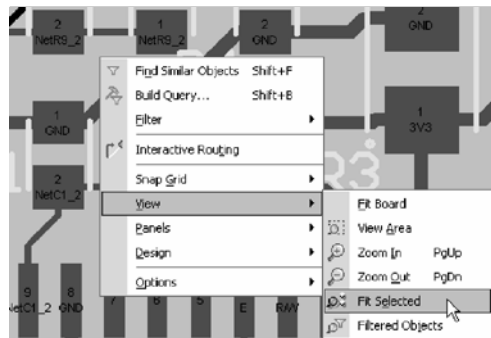 2
NetR9_2
1
NetR9_2
2
GND
2
GND
1
GND
1
3V3
2
NetC1_2
R3
9
NetC1_2
8
GND
7
6
5
E
R/W
Find Similar Objects Shift+F
Build Query... Shift+B
Filter
Interactive Routing
Snap Grid
View
Panels
Design
Options
Fit Board
View Area
Zoom In PgUp
Zoom Out PgDn
Fit Selected
Filtered Objects